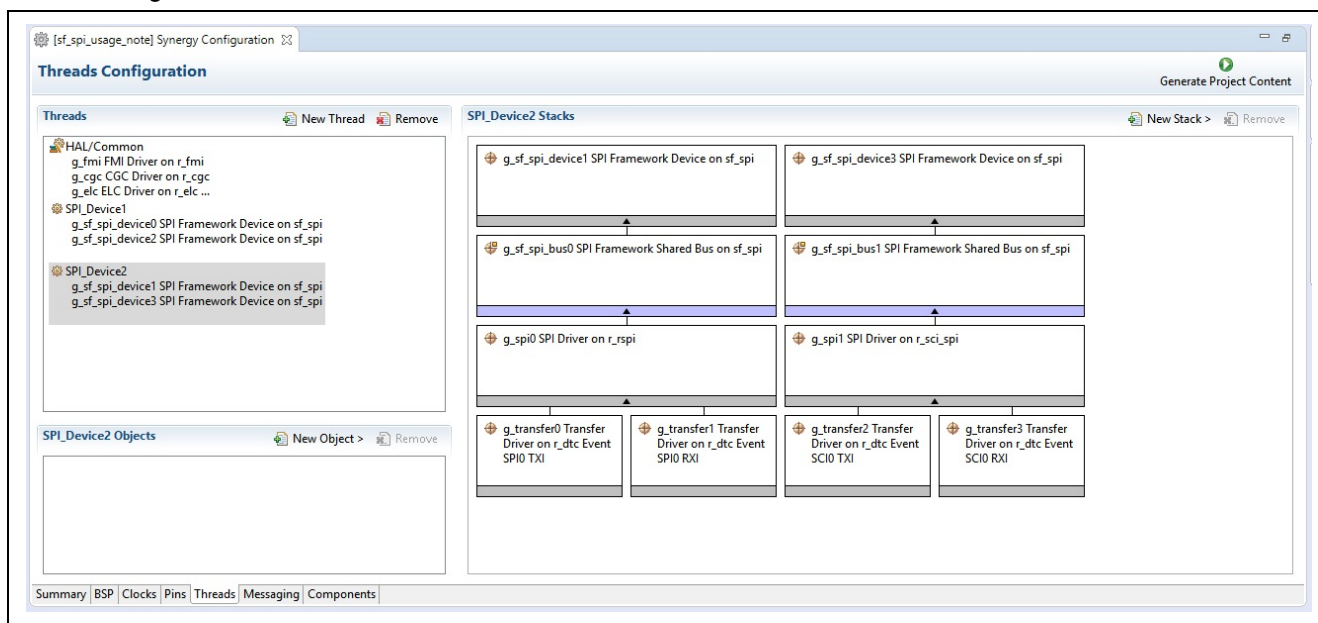 [sf_spi_usage_note] Synergy Configuration
Threads Configuration
Generate Project Content
Threads
New Thread
Remove
HAL/Common
g_fmi FMI Driver on r_fmi
g_cgc CGC Driver on r_cgc
g_elc ELC Driver on r_elc ...
SPI_Device1
g_sf_spi_device0 SPI Framework Device on sf_spi
g_sf_spi_device2 SPI Framework Device on sf_spi
SPI_Device2
g_sf_spi_device1 SPI Framework Device on sf_spi
g_sf_spi_device3 SPI Framework Device on sf_spi
SPI_Device2 Objects
New Object >
Remove
SPI_Device2 Stacks
New Stack >
Remove
g_sf_spi_device1 SPI Framework Device on sf_spi
g_sf_spi_device3 SPI Framework Device on sf_spi
g_sf_spi_bus0 SPI Framework Shared Bus on sf_spi
g_sf_spi_bus1 SPI Framework Shared Bus on sf_spi
g_spi0 SPI Driver on r_rspi
g_spi1 SPI Driver on r_sci_spi
g_transfer0 Transfer
Driver on r_dtc Event
SPI0 TXI
g_transfer1 Transfer
Driver on r_dtc Event
SPI0 RXI
g_transfer2 Transfer
Driver on r_dtc Event
SCI0 TXI
g_transfer3 Transfer
Driver on r_dtc Event
SCI0 RXI
Summary BSP Clocks Pins Threads Messaging Components